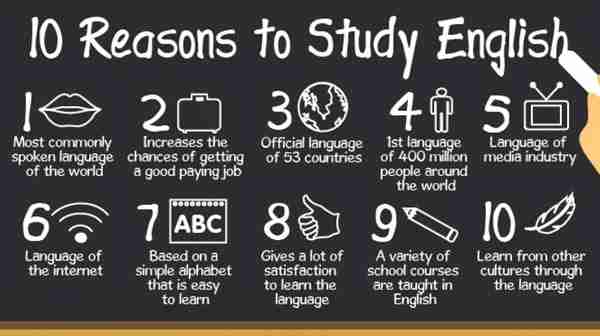 10 Reasons to Study English
1
Most commonly
spoken language
of the world
2
Increases the
chances of getting
a good paying job
3
Official language
of 53 countries
4
1st language
of 400 million
people around
the world
5
Language of
media industry
6
Language of
the internet
7
ABC
Based on a
simple alphabet
that is easy
to learn
8
Gives a lot of
satisfaction
to learn the
language
9
A variety of
school courses
are taught in
English
10
Learn from other
cultures through
the language